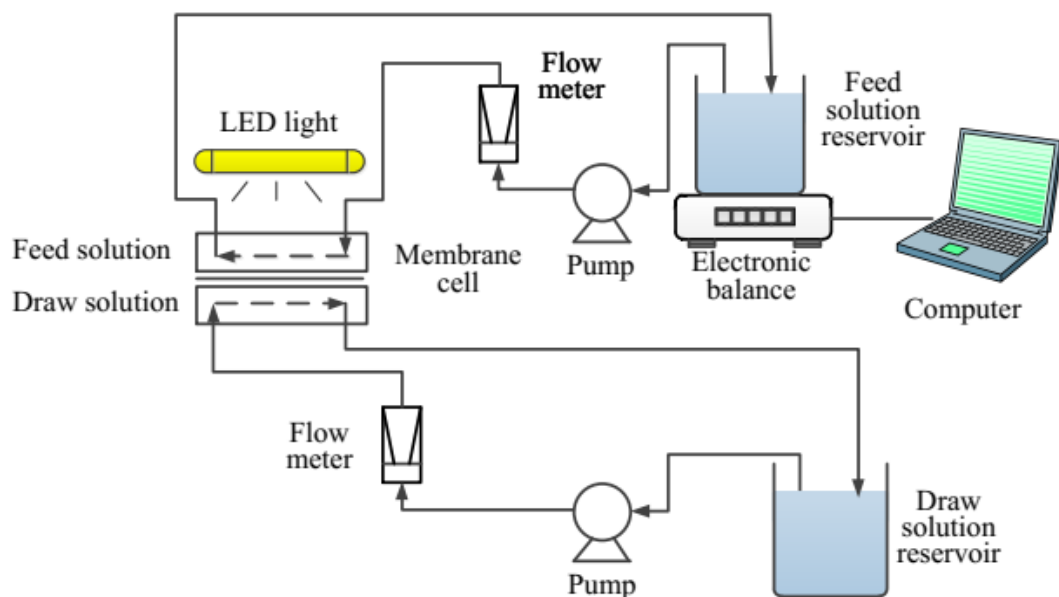 Flow
meter
LED light
Feed
solution
reservoir
Feed solution
Membrane
cell
Draw solution
Pump
Electronic
balance
Computer
Flow
meter
Draw
solution
reservoir
Pump